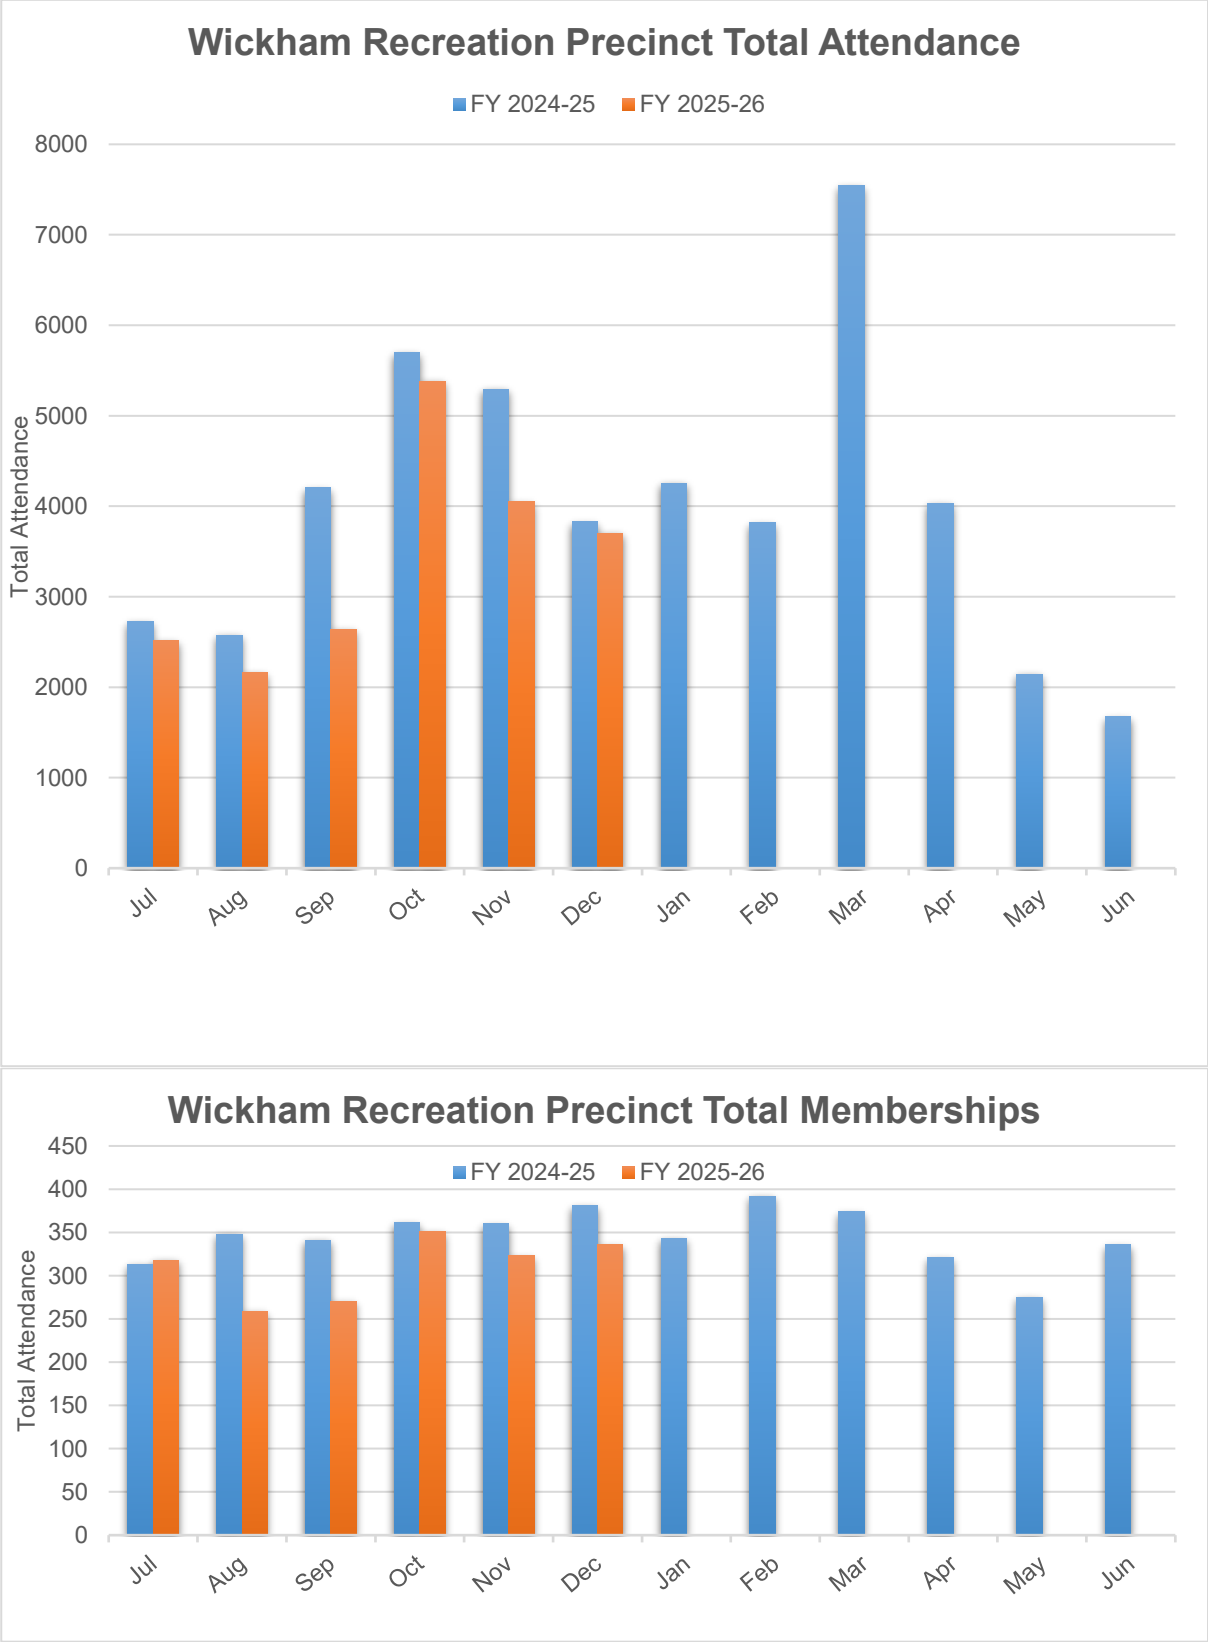 Wickham Recreation Precinct Total Attendance
FY 2024-25 FY 2025-26
8000
7000
6000
5000
4000
3000
2000
1000
0
Total Attendance
Jul Aug Sep Oct Nov Dec Jan Feb Mar Apr May Jun
Wickham Recreation Precinct Total Memberships
FY 2024-25 FY 2025-26
450
400
350
300
250
200
150
100
50
0
Total Attendance
Jul Aug Sep Oct Nov Dec Jan Feb Mar Apr May Jun